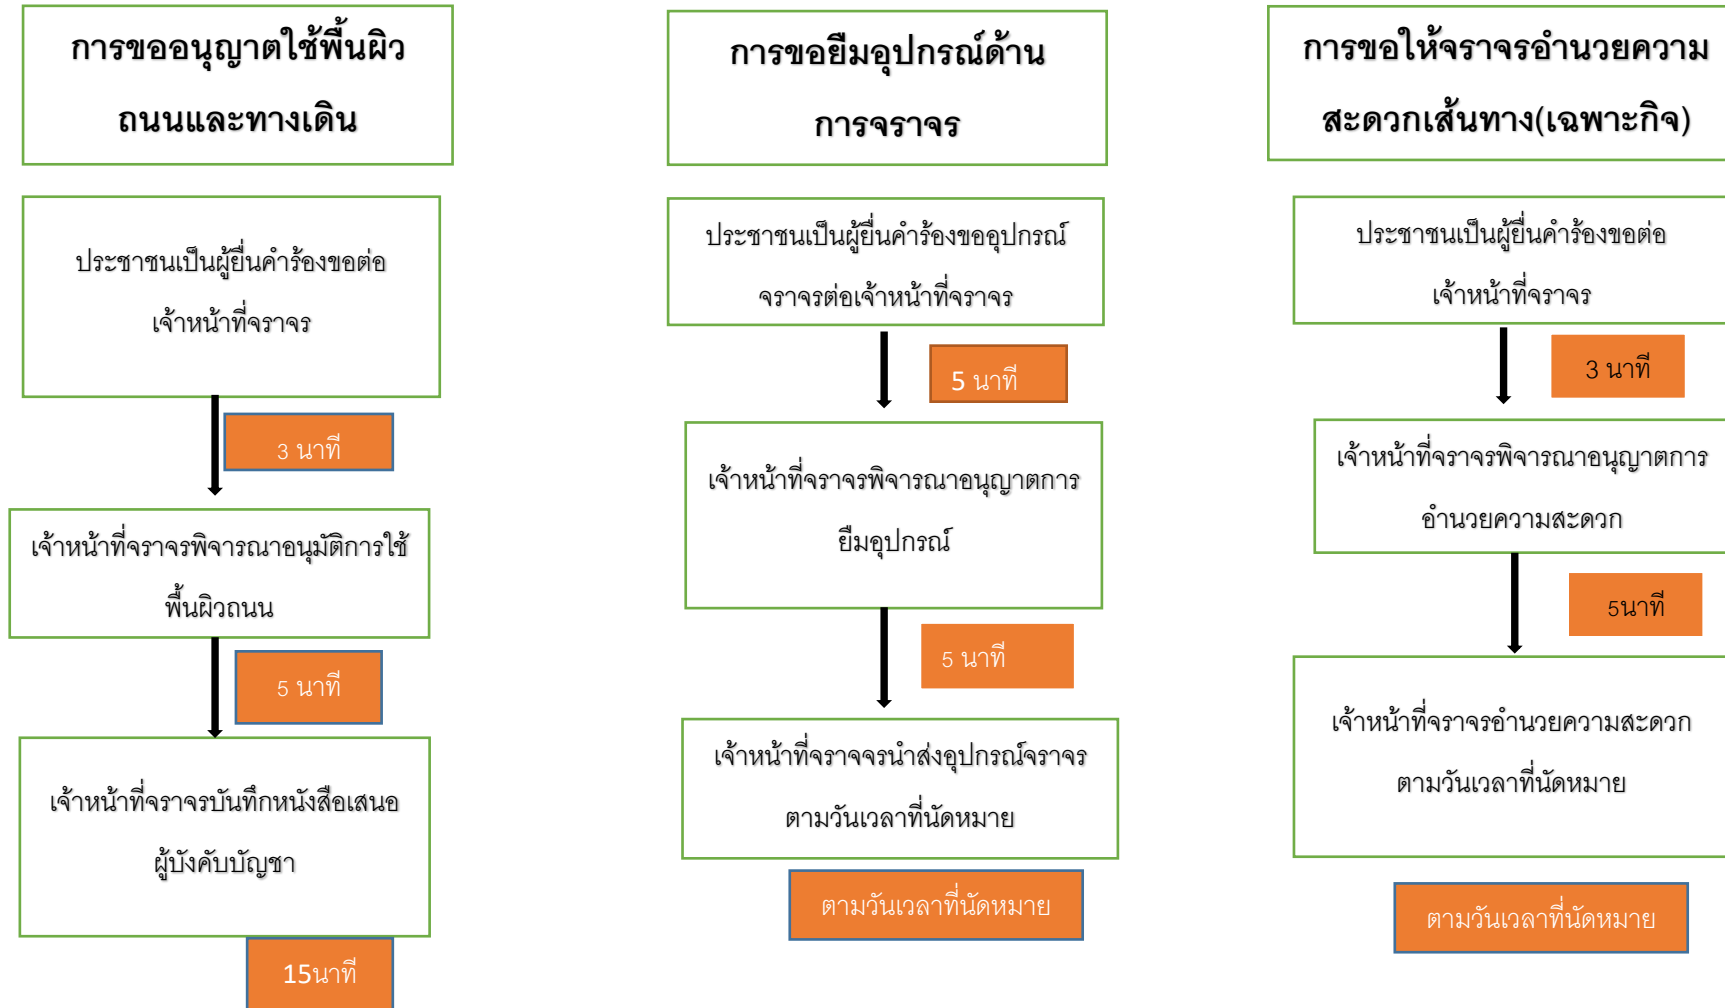 การขออนุญาตใช้พื้นผิว
ถนนและทางเดิน
ประชาชนเป็นผู้ยื่นคำร้องขอต่อ
เจ้าหน้าที่จราจร
3 นาที
เจ้าหน้าที่จราจรพิจารณาอนุมัติการใช้
พื้นผิวถนน
5 นาที
เจ้าหน้าที่จราจรบันทึกหนังสือเสนอ
ผู้บังคับบัญชา
15นาที
การขอยืมอุปกรณ์ด้าน
การจราจร
ประชาชนเป็นผู้ยื่นคำร้องขออุปกรณ์
จราจรต่อเจ้าหน้าที่จราจร
5 นาที
เจ้าหน้าที่จราจรพิจารณาอนุญาตการ
ยืมอุปกรณ์
5 นาที
เจ้าหน้าที่จราจจรนำส่งอุปกรณ์จราจร
ตามวันเวลาที่นัดหมาย
ตามวันเวลาที่นัดหมาย
การขอให้จราจรอำนวยความ
สะดวกเส้นทาง(เฉพาะกิจ)
ประชาชนเป็นผู้ยื่นคำร้องขอต่อ
เจ้าหน้าที่จราจร
3 นาที
เจ้าหน้าที่จราจรพิจารณาอนุญาตการ
อำนวยความสะดวก
5นาที
เจ้าหน้าที่จราจรอำนวยความสะดวก
ตามวันเวลาที่นัดหมาย
ตามวันเวลาที่นัดหมาย